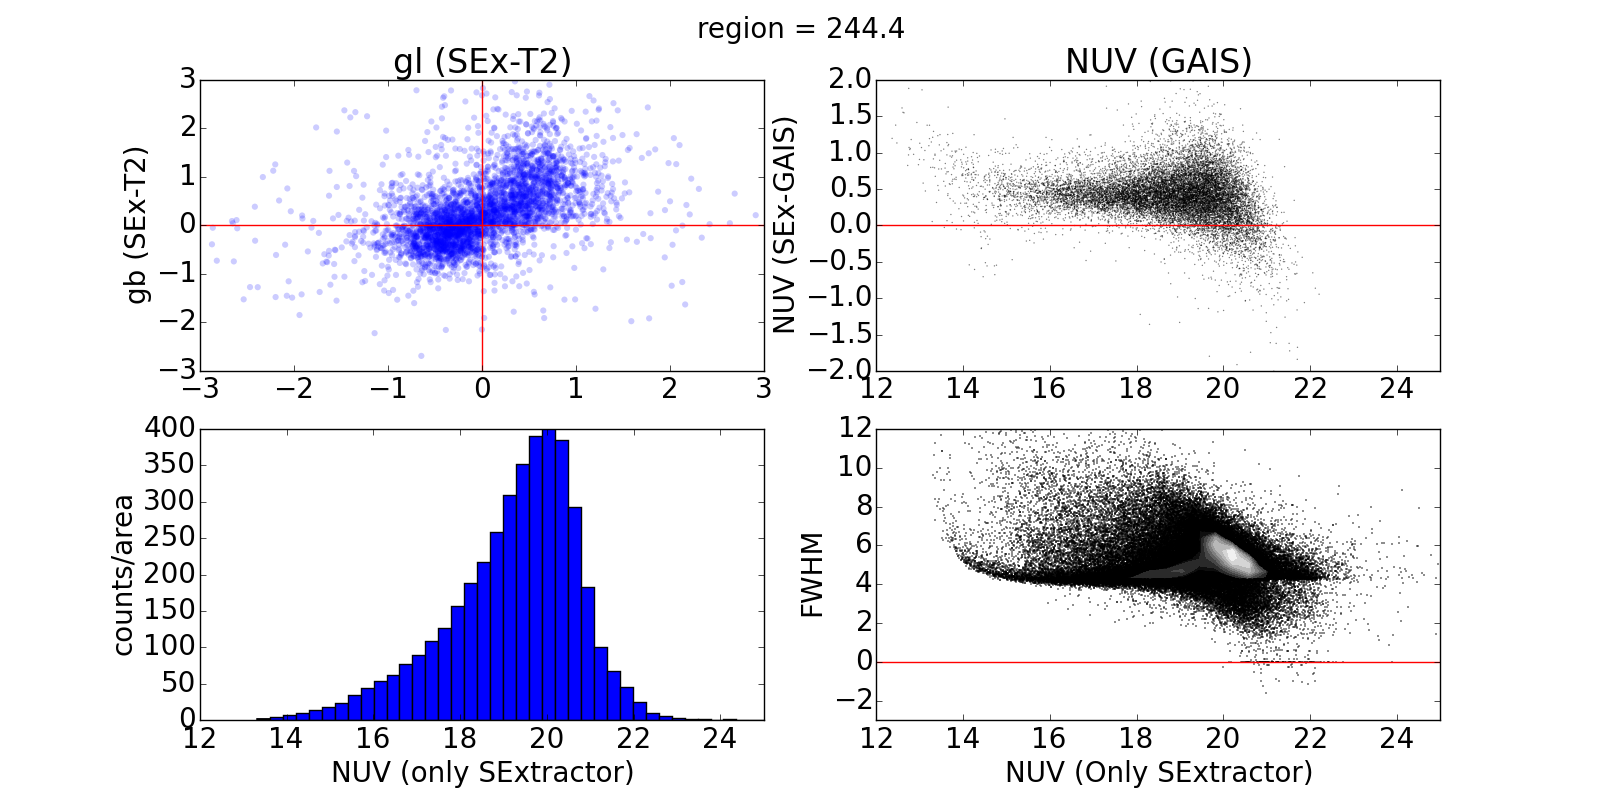 region = 244.4
gl (SEx-T2)
NUV (GAIS)
gb (SEx-T2)
3
2
1
0
−1
−2
−3
−3 −2 −1 0 1 2 3
NUV (SEx-GAIS)
2.0
1.5
1.0
0.5
0.0
−0.5
−1.0
−1.5
−2.0
12 14 16 18 20 22 24
counts/area
400
350
300
250
200
150
100
50
0
12 14 16 18 20 22 24
NUV (only SExtractor)
FWHM
12
10
8
6
4
2
0
−2
12 14 16 18 20 22 24
NUV (Only SExtractor)